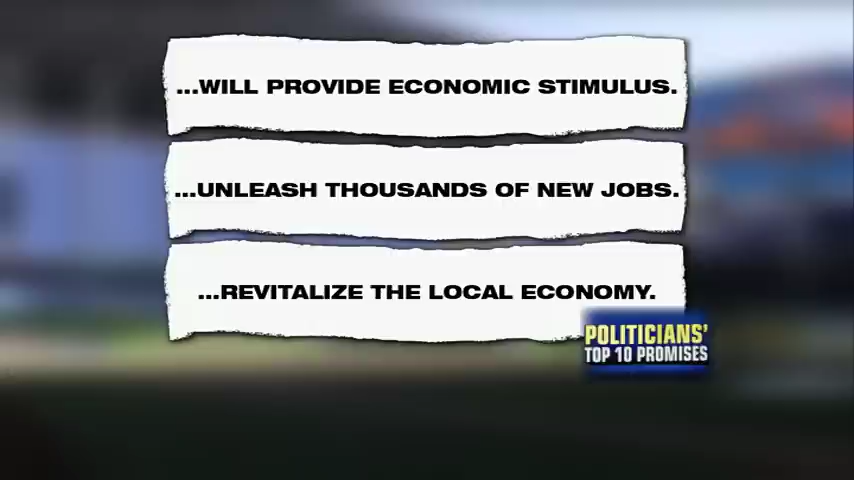 ...WILL PROVIDE ECONOMIC STIMULUS.
...UNLEASH THOUSANDS OF NEW JOBS.
...REVITALIZE THE LOCAL ECONOMY.
POLITICIANS'
TOP 10 PROMISES